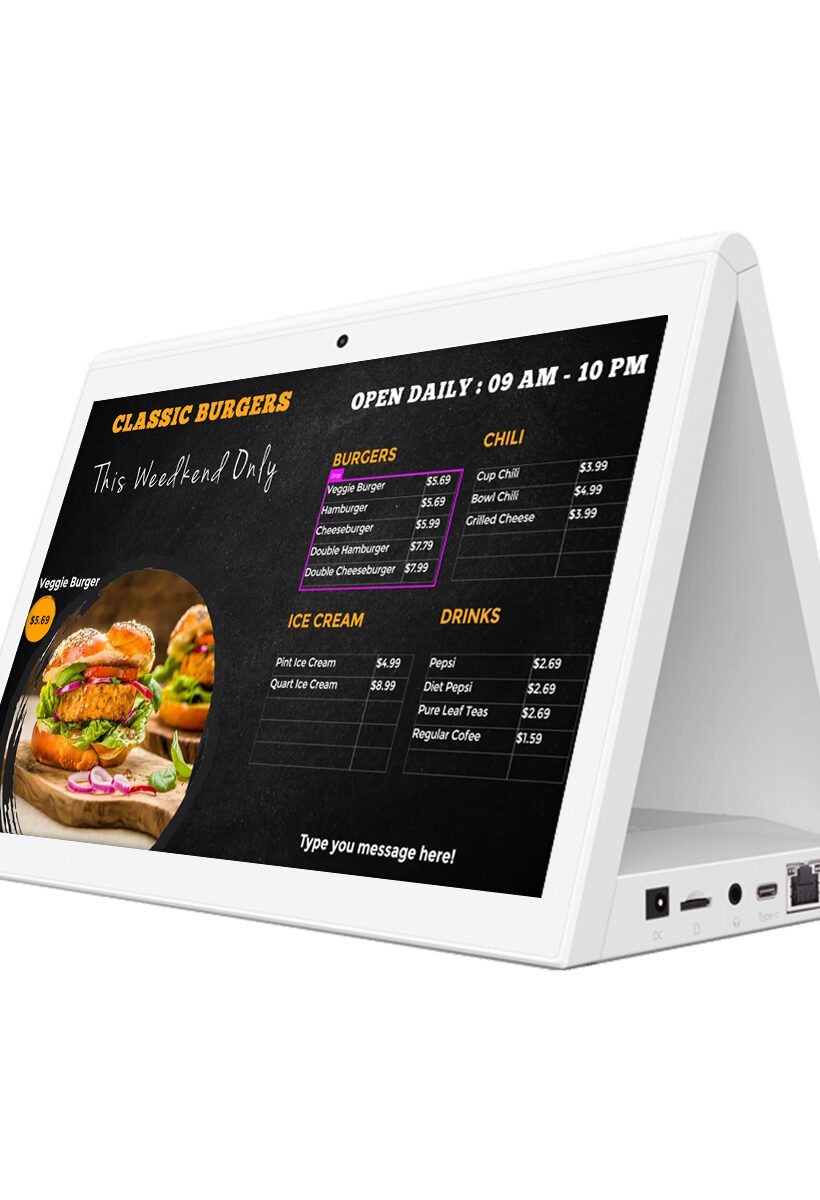 CLASSIC BURGERS
OPEN DAILY : 09 AM - 10 PM
This Weedkend Only
BURGERS
Veggie Burger $5.69
Hamburger $5.69
Cheeseburger $5.99
Double Hamburger $7.79
Double Cheeseburger $7.99
CHILI
Cup Chili $3.99
Bowl Chili $4.99
Grilled Cheese $3.99
Veggie Burger
$5.69
ICE CREAM
Pint Ice Cream $4.99
Quart Ice Cream $8.99
DRINKS
Pepsi $2.69
Diet Pepsi $2.69
Pure Leaf Teas $2.69
Regular Cofee $1.59
Type you message here!
DC
Type-c